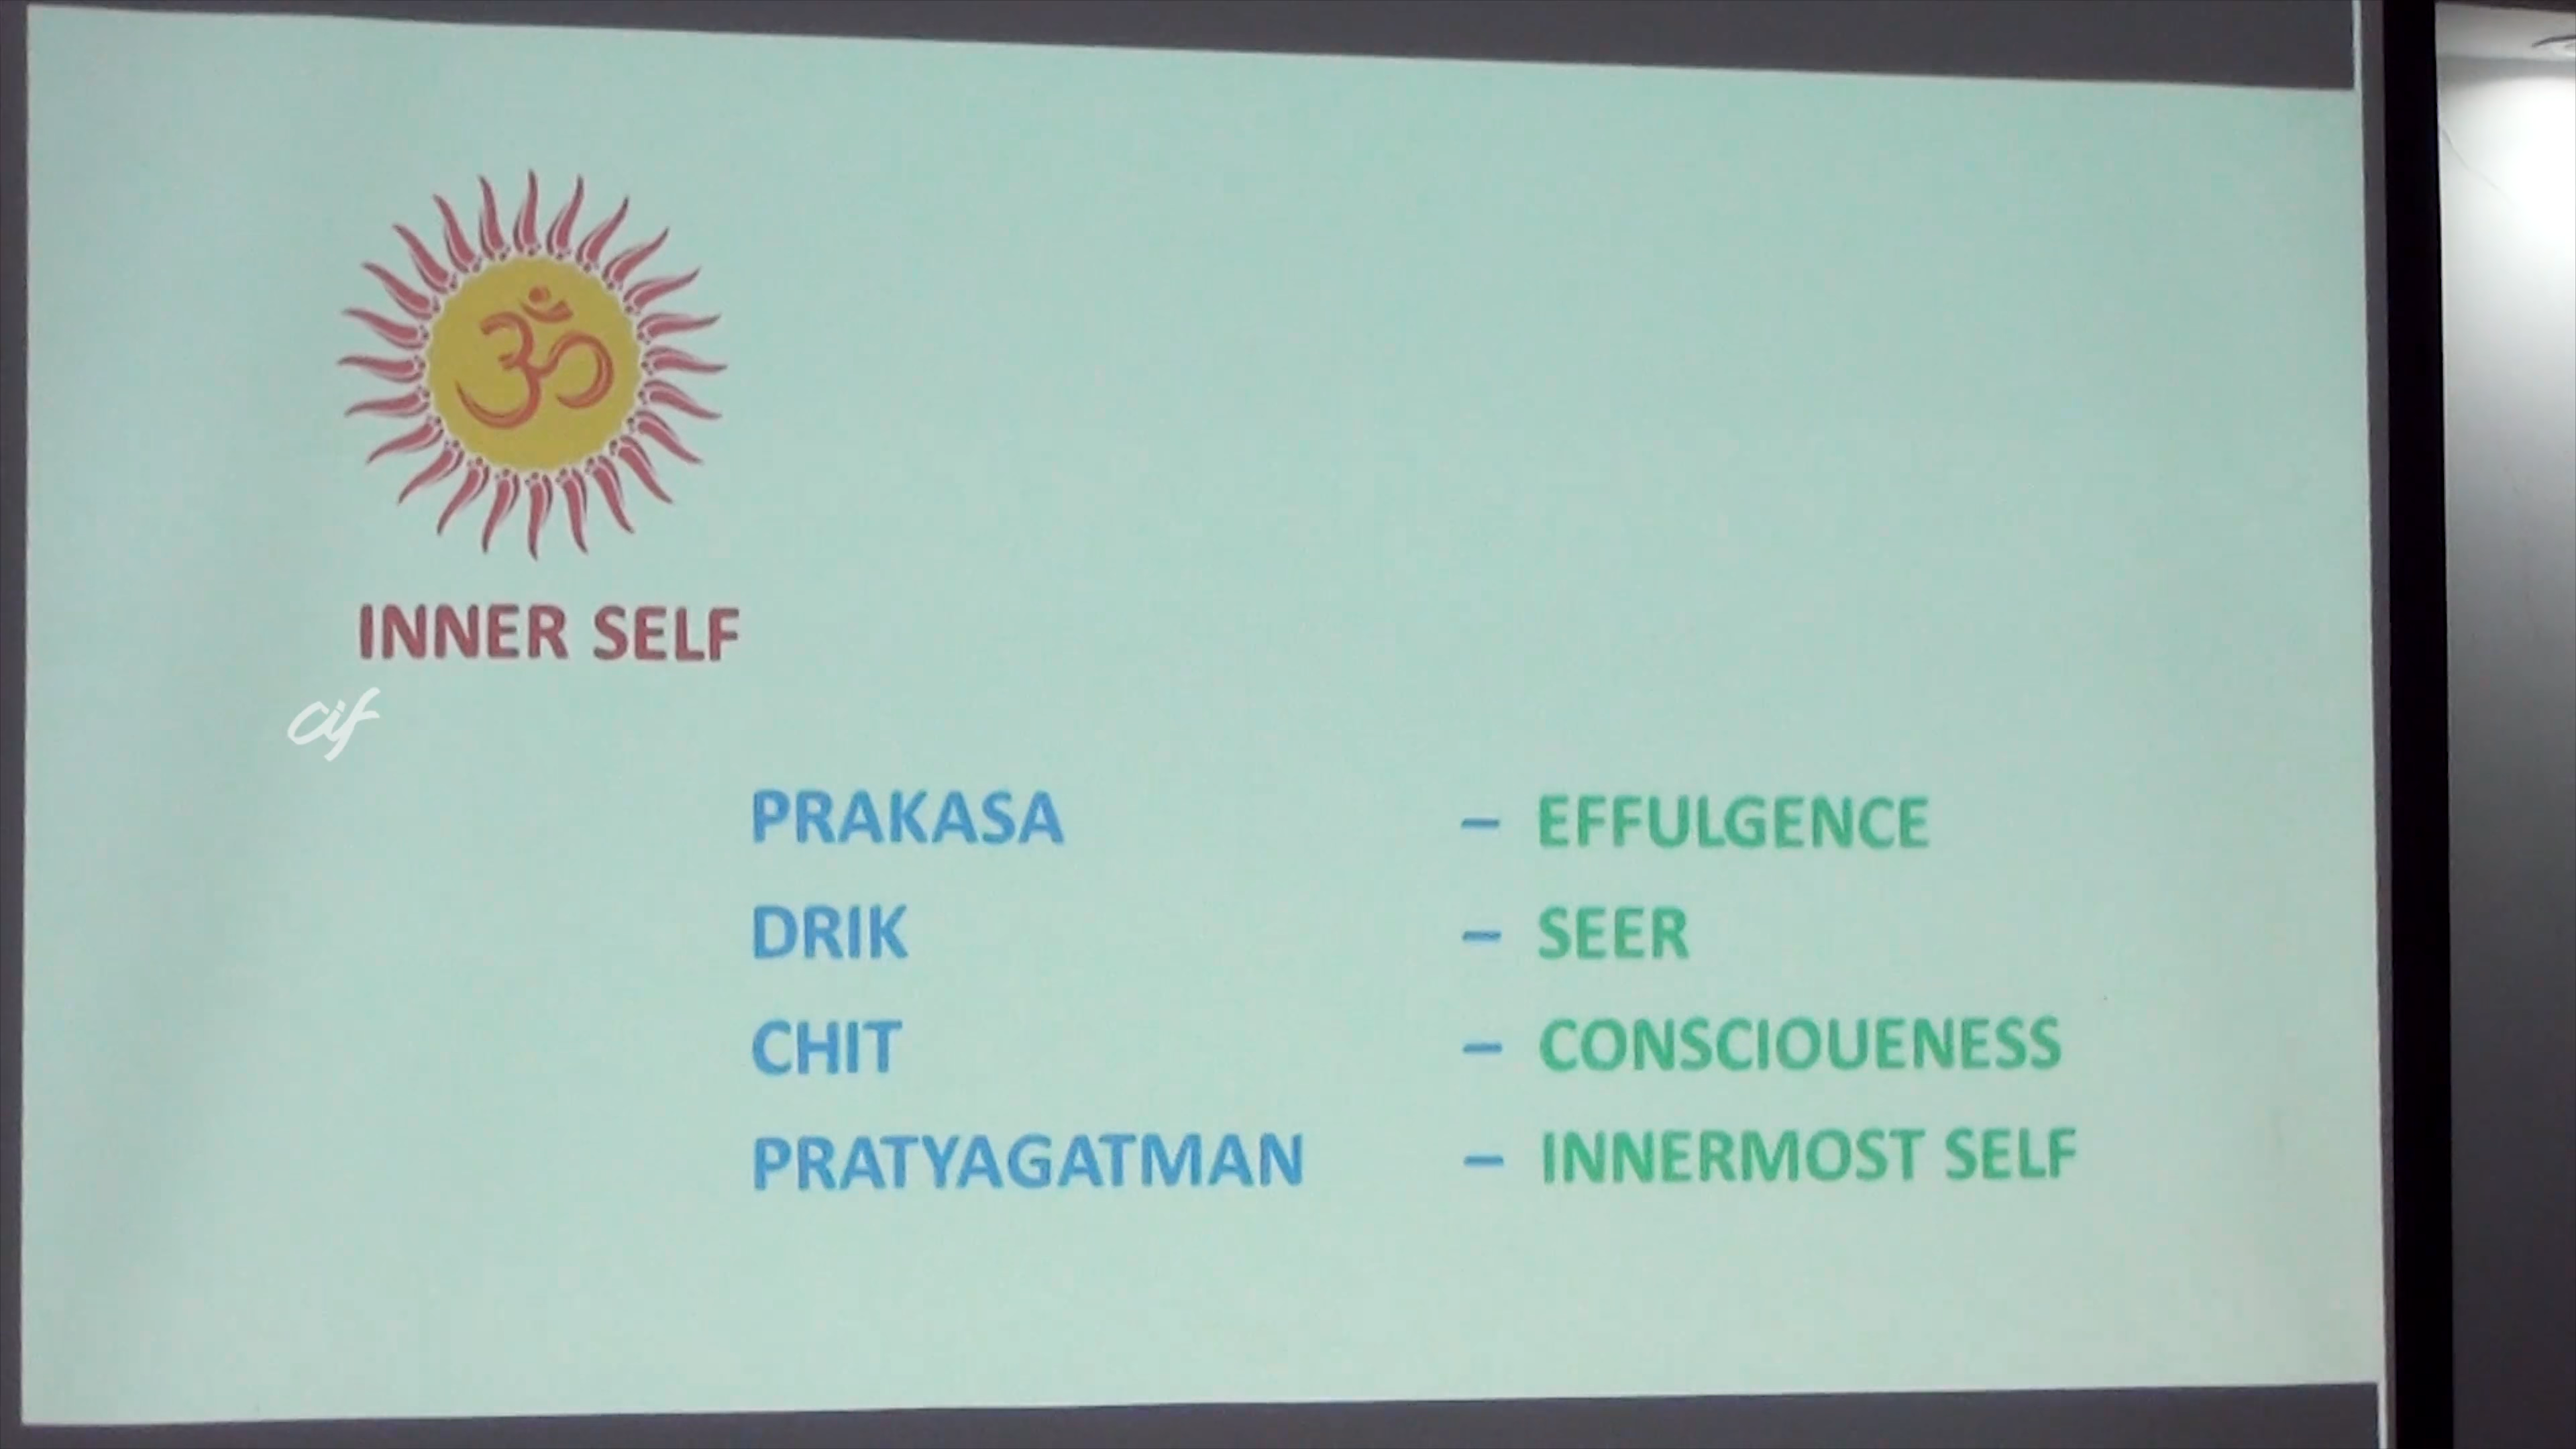 ॐ
INNER SELF
cif
PRAKASA – EFFULGENCE
DRIK – SEER
CHIT – CONSCIOUENESS
PRATYAGATMAN – INNERMOST SELF